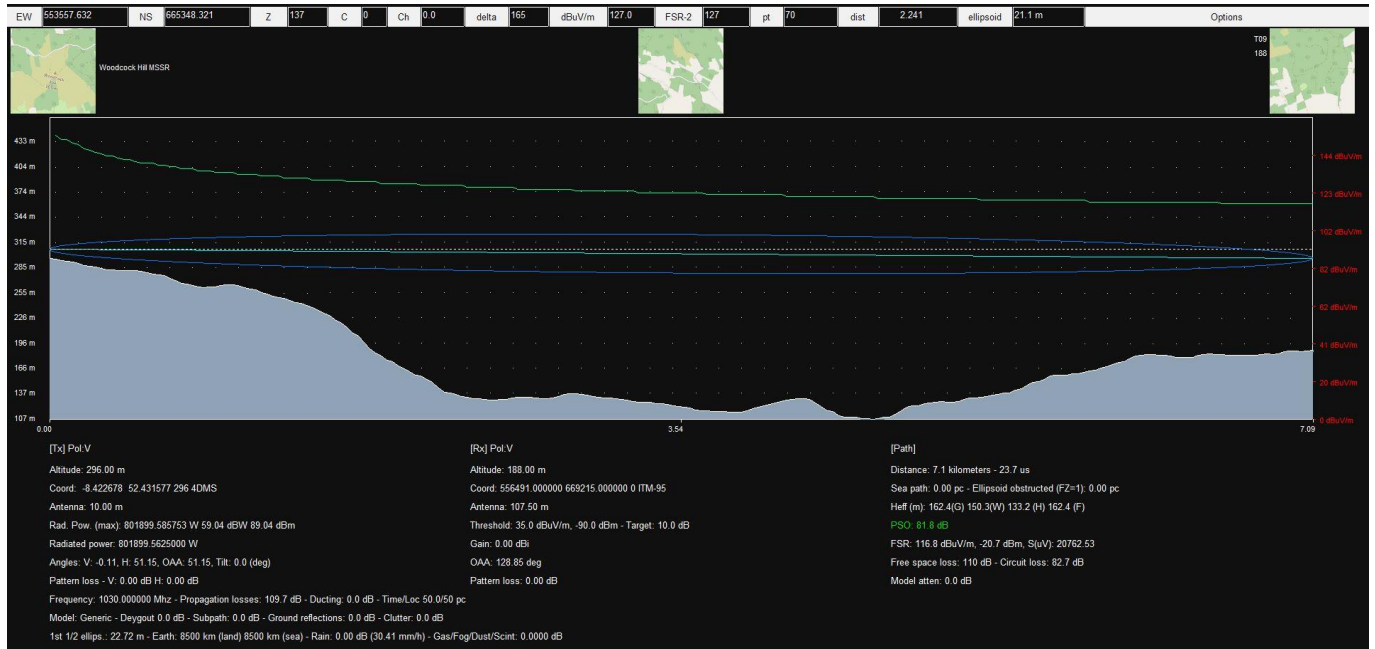 EW 553557.632 NS 665348.321 Z 137 C 0 Ch 0.0 delta 165 dBuV/m 127.0 FSR-2 127 pt 70 dist 2.241 ellipsoid 21.1 m Options
Woodcock Hill MSSR
T09
188
433 m
404 m
374 m
344 m
315 m
285 m
255 m
226 m
196 m
166 m
137 m
107 m
144 dBuV/m
123 dBuV/m
102 dBuV/m
82 dBuV/m
62 dBuV/m
41 dBuV/m
20 dBuV/m
0 dBuV/m
0.00 3.54 7.09
[Tx] Pol:V
Altitude: 296.00 m
Coord: -8.422678 52.431577 296 4DMS
Antenna: 10.00 m
Rad. Pow. (max): 801899.585753 W 59.04 dBW 89.04 dBm
Radiated power: 801899.5625000 W
Angles: V: -0.11, H: 51.15, OAA: 51.15, Tilt: 0.0 (deg)
Pattern loss - V: 0.00 dB H: 0.00 dB
Frequency: 1030.000000 Mhz - Propagation losses: 109.7 dB - Ducting: 0.0 dB - Time/Loc 50.0/50 pc
Model: Generic - Deygout 0.0 dB - Subpath: 0.0 dB - Ground reflections: 0.0 dB - Clutter: 0.0 dB
1st 1/2 ellips.: 22.72 m - Earth: 8500 km (land) 8500 km (sea) - Rain: 0.00 dB (30.41 mm/h) - Gas/Fog/Dust/Scint: 0.0000 dB
[Rx] Pol:V
Altitude: 188.00 m
Coord: 556491.000000 669215.000000 0 ITM-95
Antenna: 107.50 m
Threshold: 35.0 dBuV/m, -90.0 dBm - Target: 10.0 dB
Gain: 0.00 dBi
OAA: 128.85 deg
Pattern loss: 0.00 dB
[Path]
Distance: 7.1 kilometers - 23.7 us
Sea path: 0.00 pc - Ellipsoid obstructed (FZ=1): 0.00 pc
Heff (m): 162.4(G) 150.3(W) 133.2 (H) 162.4 (F)
PSO: 81.8 dB
FSR: 116.8 dBuV/m, -20.7 dBm, S(uV): 20762.53
Free space loss: 110 dB - Circuit loss: 82.7 dB
Model atten: 0.0 dB